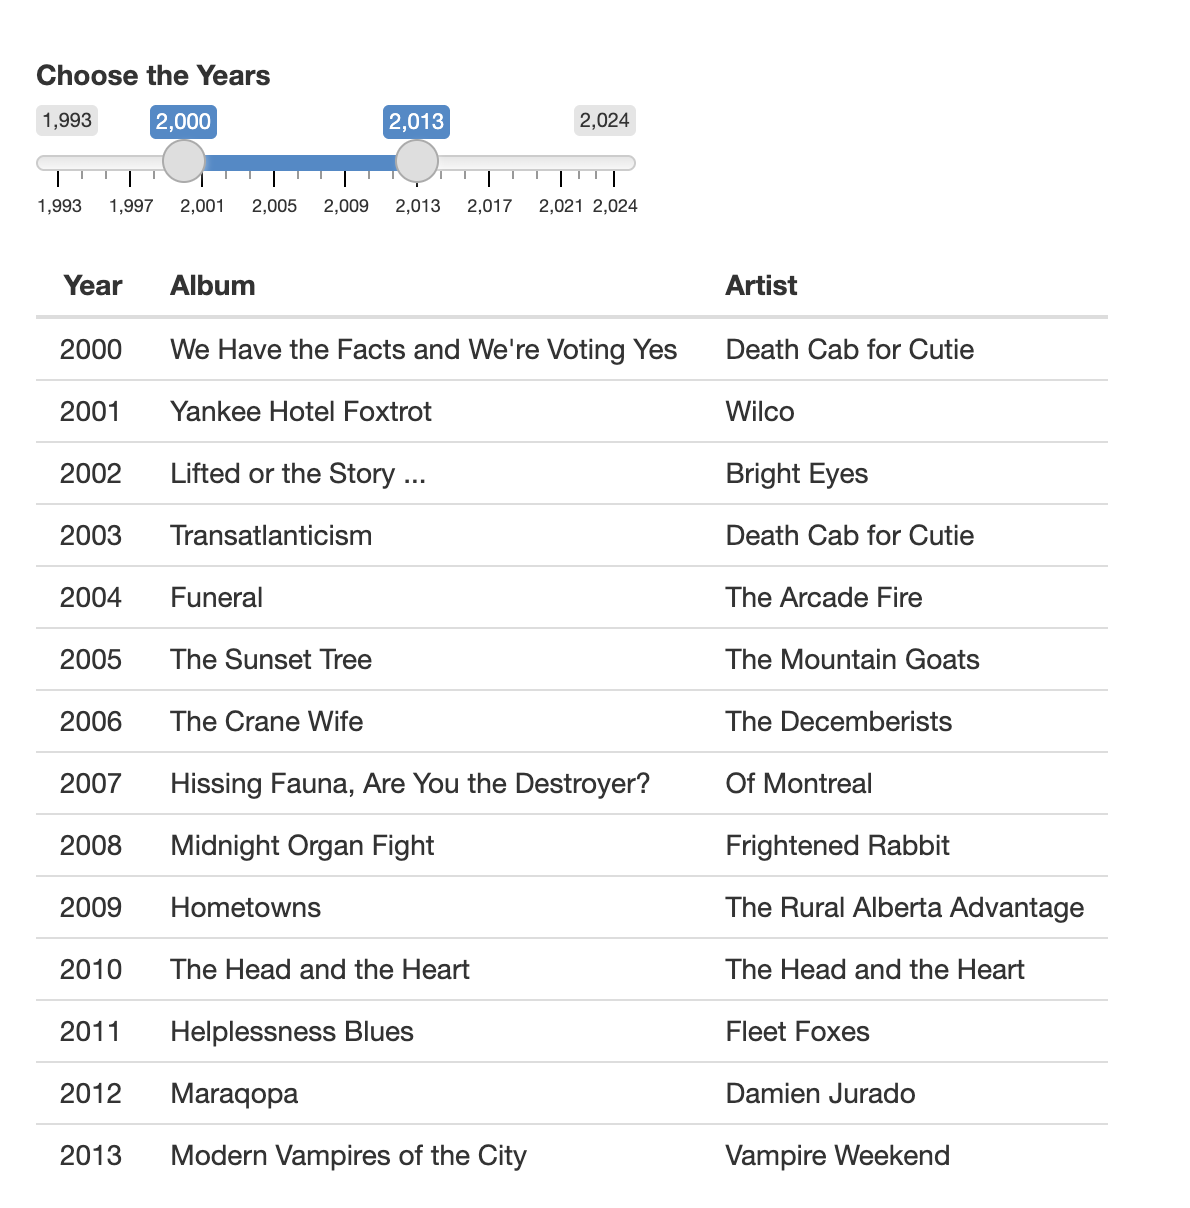 Choose the Years
1,993 2,000 2,013 2,024
1,993 1,997 2,001 2,005 2,009 2,013 2,017 2,021 2,024
Year Album Artist
2000 We Have the Facts and We're Voting Yes Death Cab for Cutie
2001 Yankee Hotel Foxtrot Wilco
2002 Lifted or the Story ... Bright Eyes
2003 Transatlanticism Death Cab for Cutie
2004 Funeral The Arcade Fire
2005 The Sunset Tree The Mountain Goats
2006 The Crane Wife The Decemberists
2007 Hissing Fauna, Are You the Destroyer? Of Montreal
2008 Midnight Organ Fight Frightened Rabbit
2009 Hometowns The Rural Alberta Advantage
2010 The Head and the Heart The Head and the Heart
2011 Helplessness Blues Fleet Foxes
2012 Maraqopa Damien Jurado
2013 Modern Vampires of the City Vampire Weekend